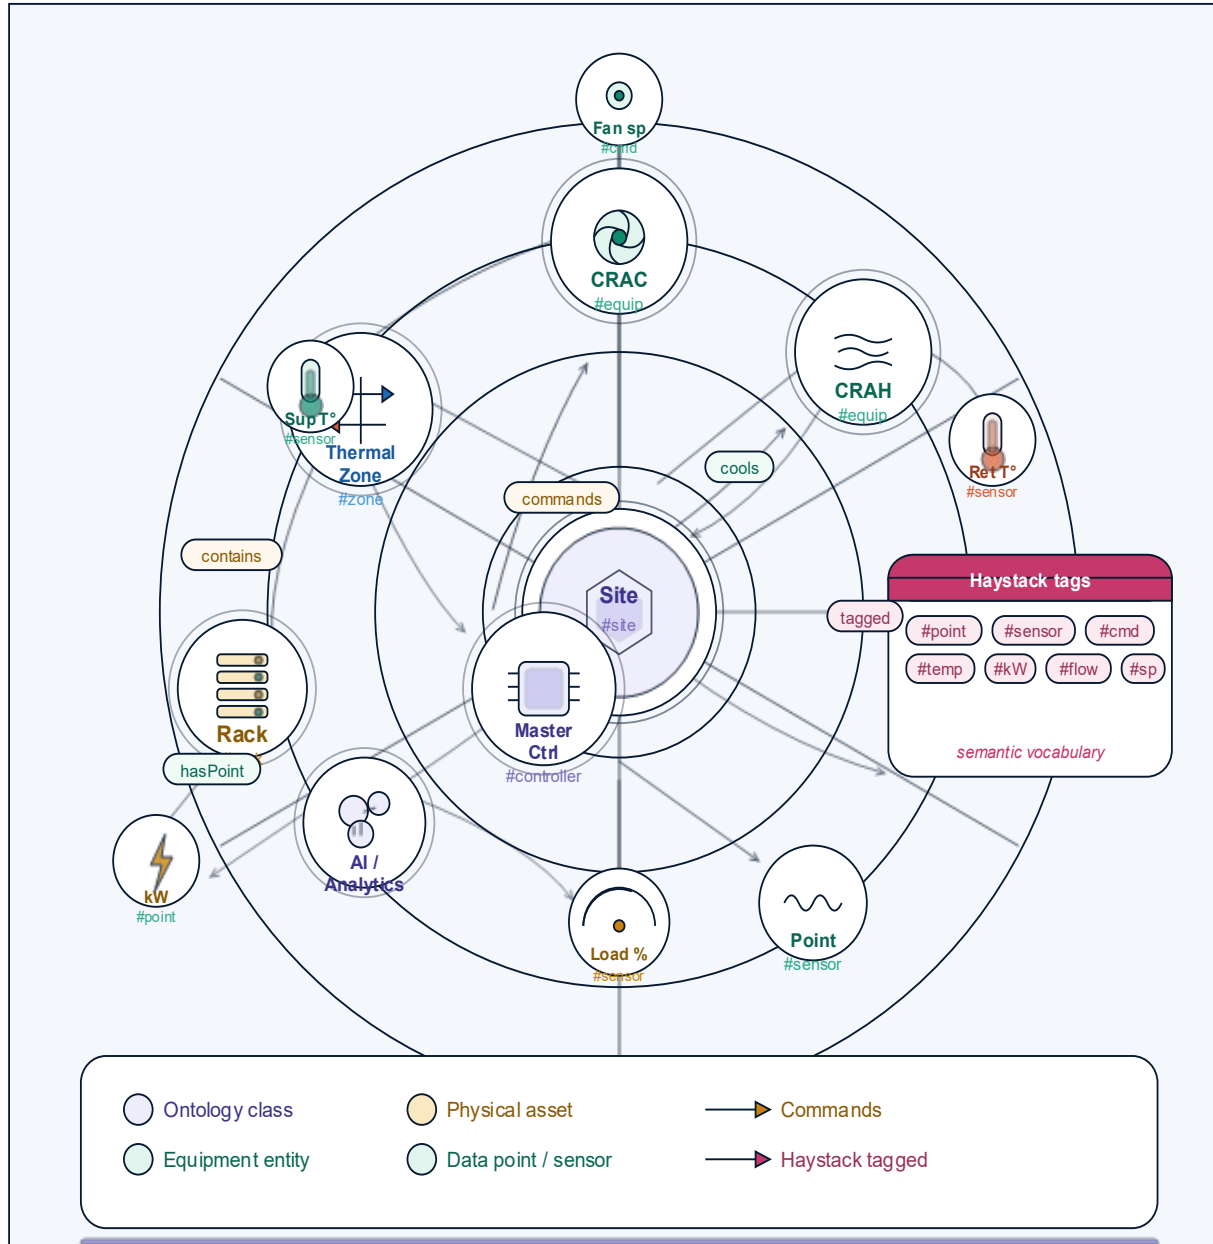 Fan sp
#cmd
CRAC
#equip
CRAH
#equip
Sup T°
#sensor
Thermal
Zone
#zone
Ret T°
#sensor
cools
commands
contains
Site
#site
tagged
Haystack tags
#point
#sensor
#cmd
#temp
#kW
#flow
#sp
semantic vocabulary
Rack
hasPoint
Master
Ctrl
#controller
kW
#point
AI /
Analytics
Load %
#sensor
Point
#sensor
Ontology class
Physical asset
Commands
Equipment entity
Data point / sensor
Haystack tagged